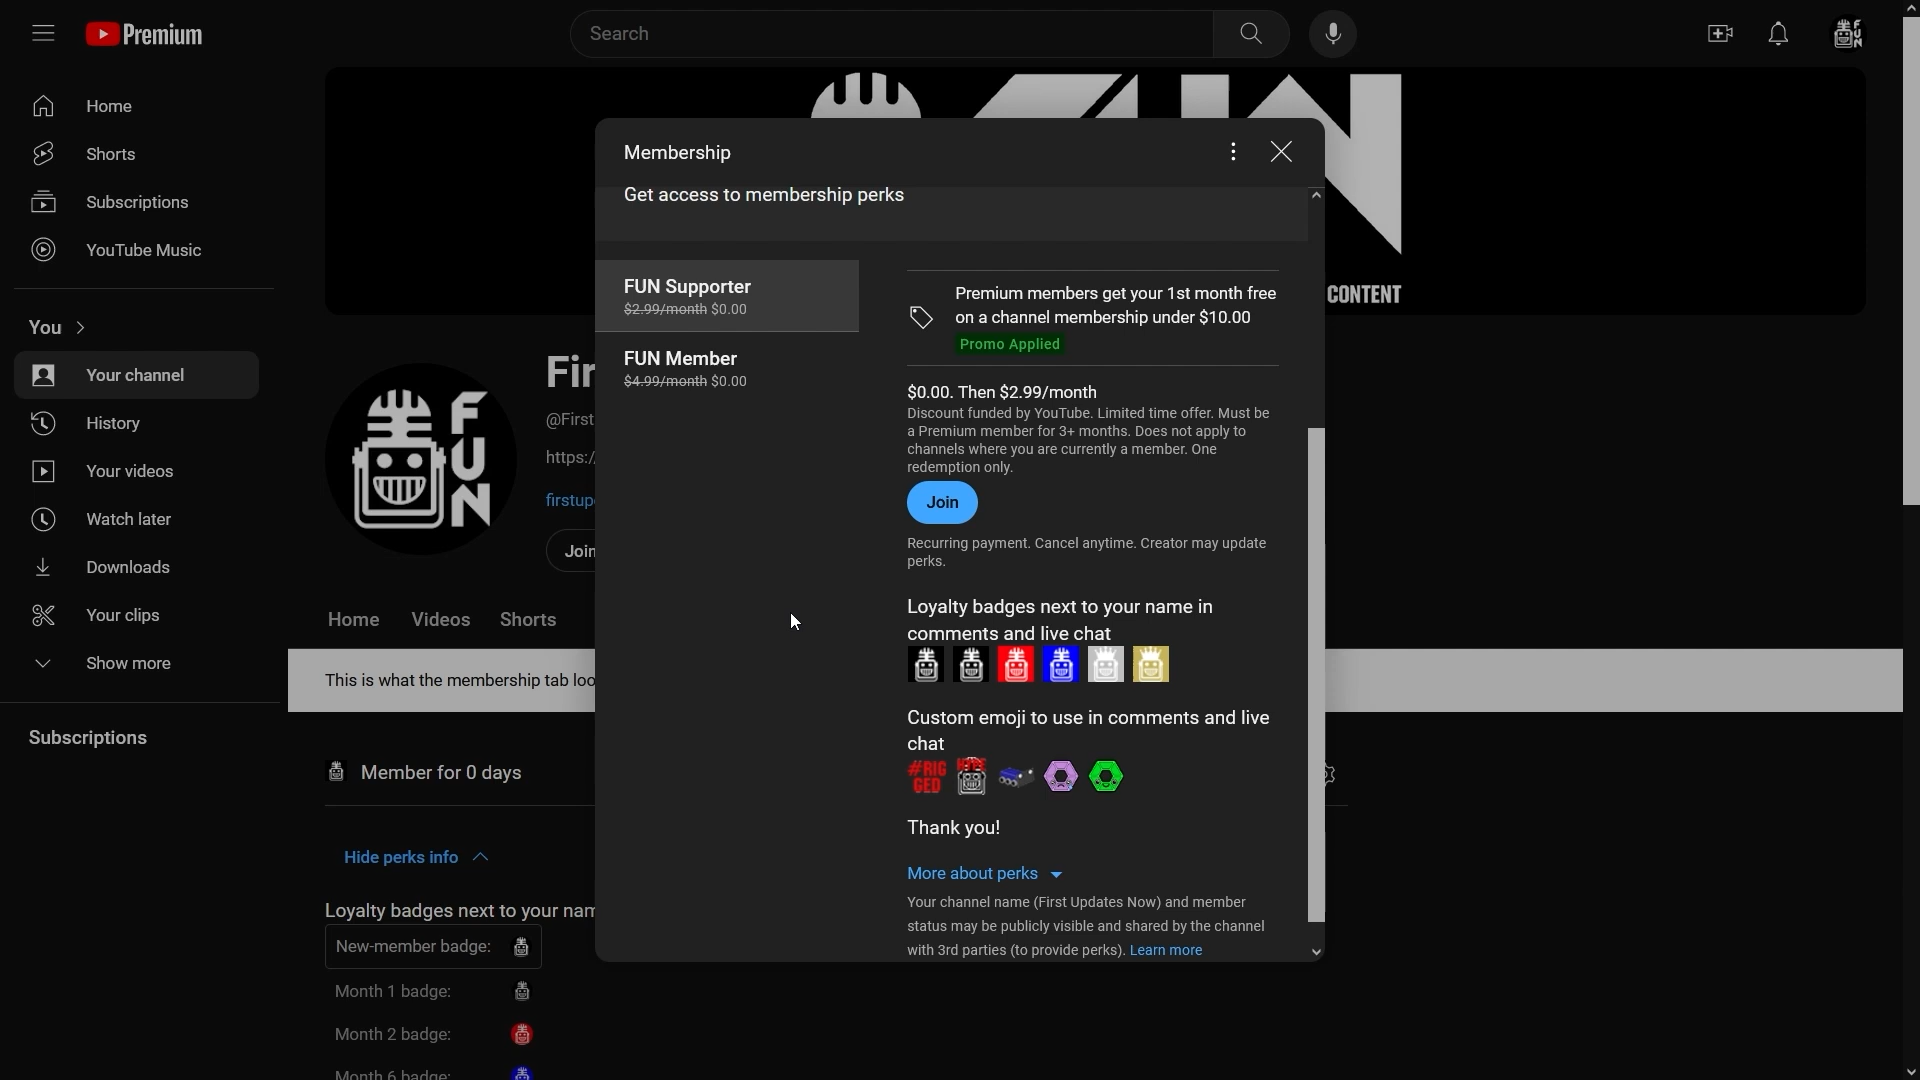 Premium
Search
FUN
Home
Shorts
Subscriptions
YouTube Music
You
Your channel
History
Your videos
Watch later
Downloads
Your clips
Show more
Subscriptions
CONTENT
FUN
@First
https:/
firstup
Join
Home Videos Shorts
This is what the membership tab loo
Member for 0 days
Hide perks info
Loyalty badges next to your nam
New-member badge:
Month 1 badge:
Month 2 badge:
Month 6 badge:
Membership
Get access to membership perks
FUN Supporter
$2.99/month $0.00
FUN Member
$4.99/month $0.00
Premium members get your 1st month free
on a channel membership under $10.00
Promo Applied
$0.00. Then $2.99/month
Discount funded by YouTube. Limited time offer. Must be
a Premium member for 3+ months. Does not apply to
channels where you are currently a member. One
redemption only.
Join
Recurring payment. Cancel anytime. Creator may update
perks.
Loyalty badges next to your name in
comments and live chat
Custom emoji to use in comments and live
chat
#RIG
GED
HYPE
Thank you!
More about perks
Your channel name (First Updates Now) and member
status may be publicly visible and shared by the channel
with 3rd parties (to provide perks). Learn more